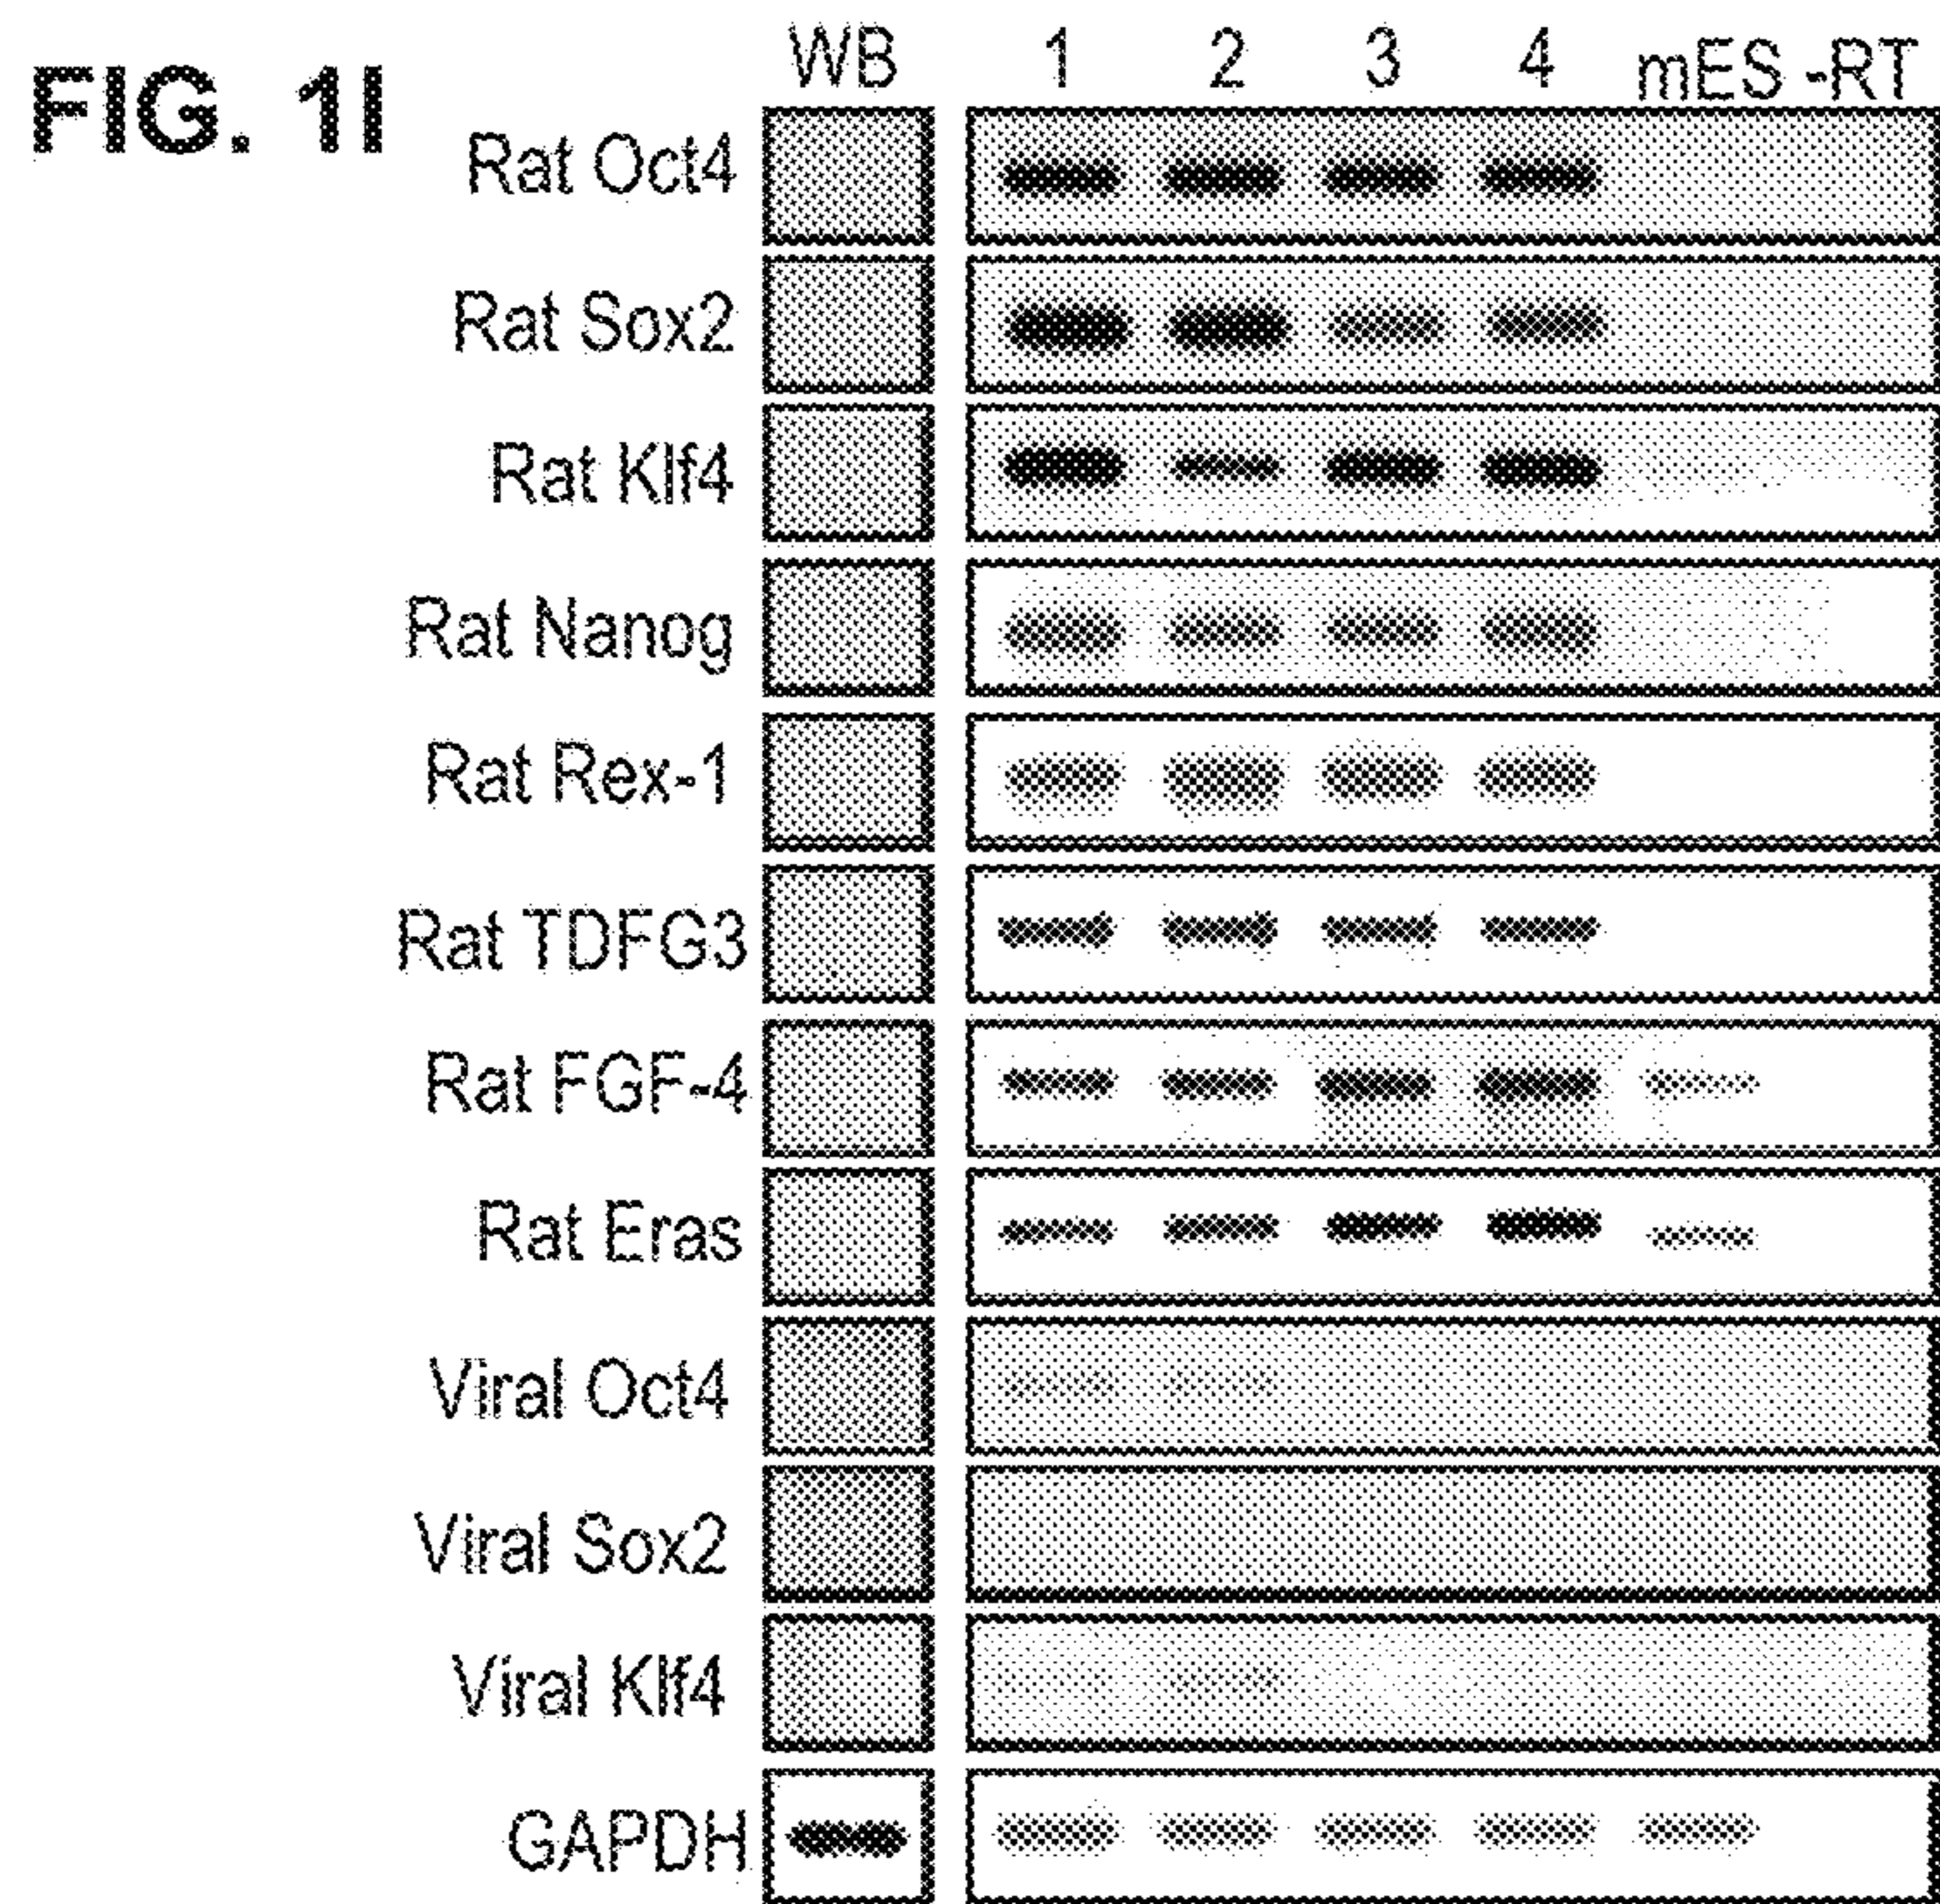 FIG. 1I
WB 1 2 3 4 mES -RT
Rat Oct4
Rat Sox2
Rat Klf4
Rat Nanog
Rat Rex-1
Rat TDFG3
Rat FGF-4
Rat Eras
Viral Oct4
Viral Sox2
Viral Klf4
GAPDH